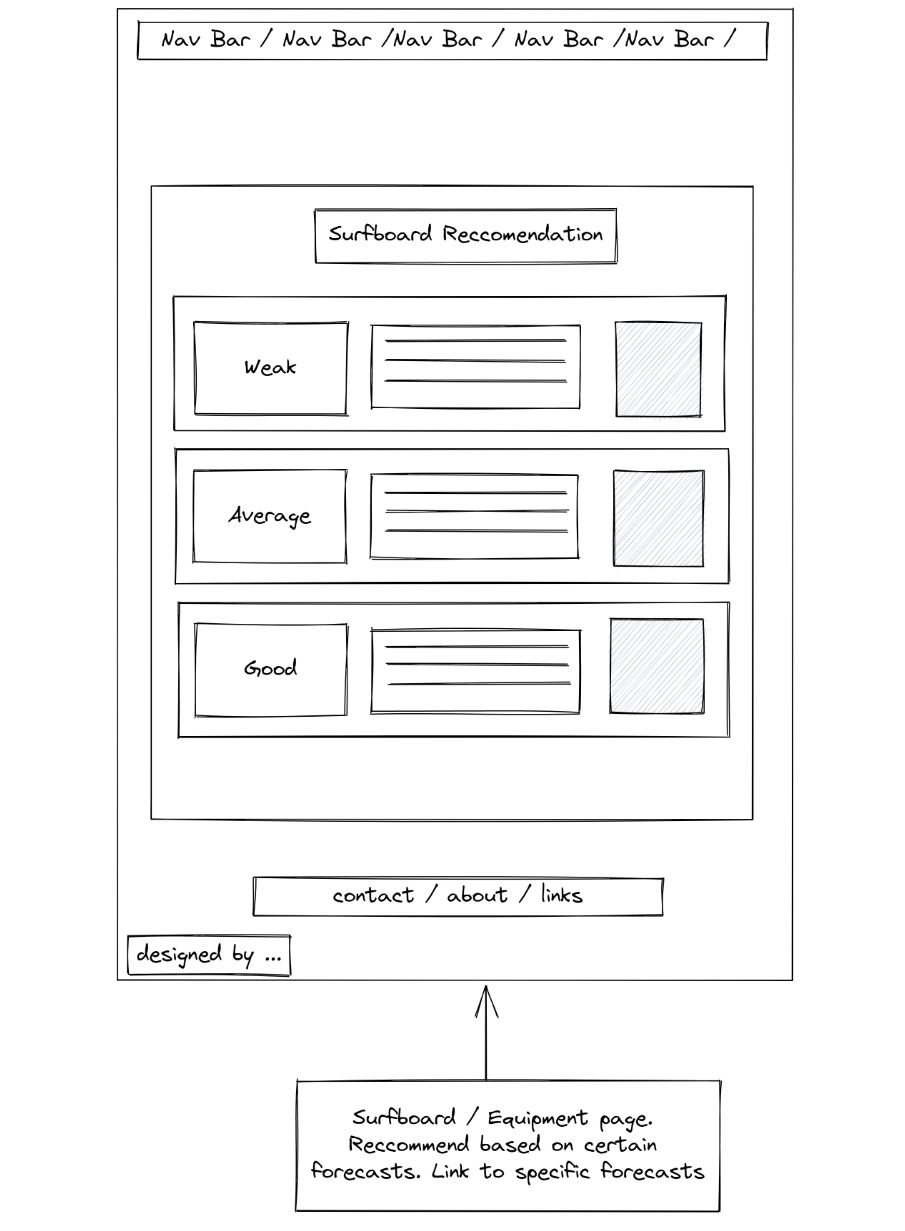 Nav Bar / Nav Bar /Nav Bar / Nav Bar /Nav Bar /
Surfboard Reccomendation
Weak
Average
Good
contact / about / links
designed by ...
Surfboard / Equipment page.
Reccommend based on certain
forecasts. Link to specific forecasts